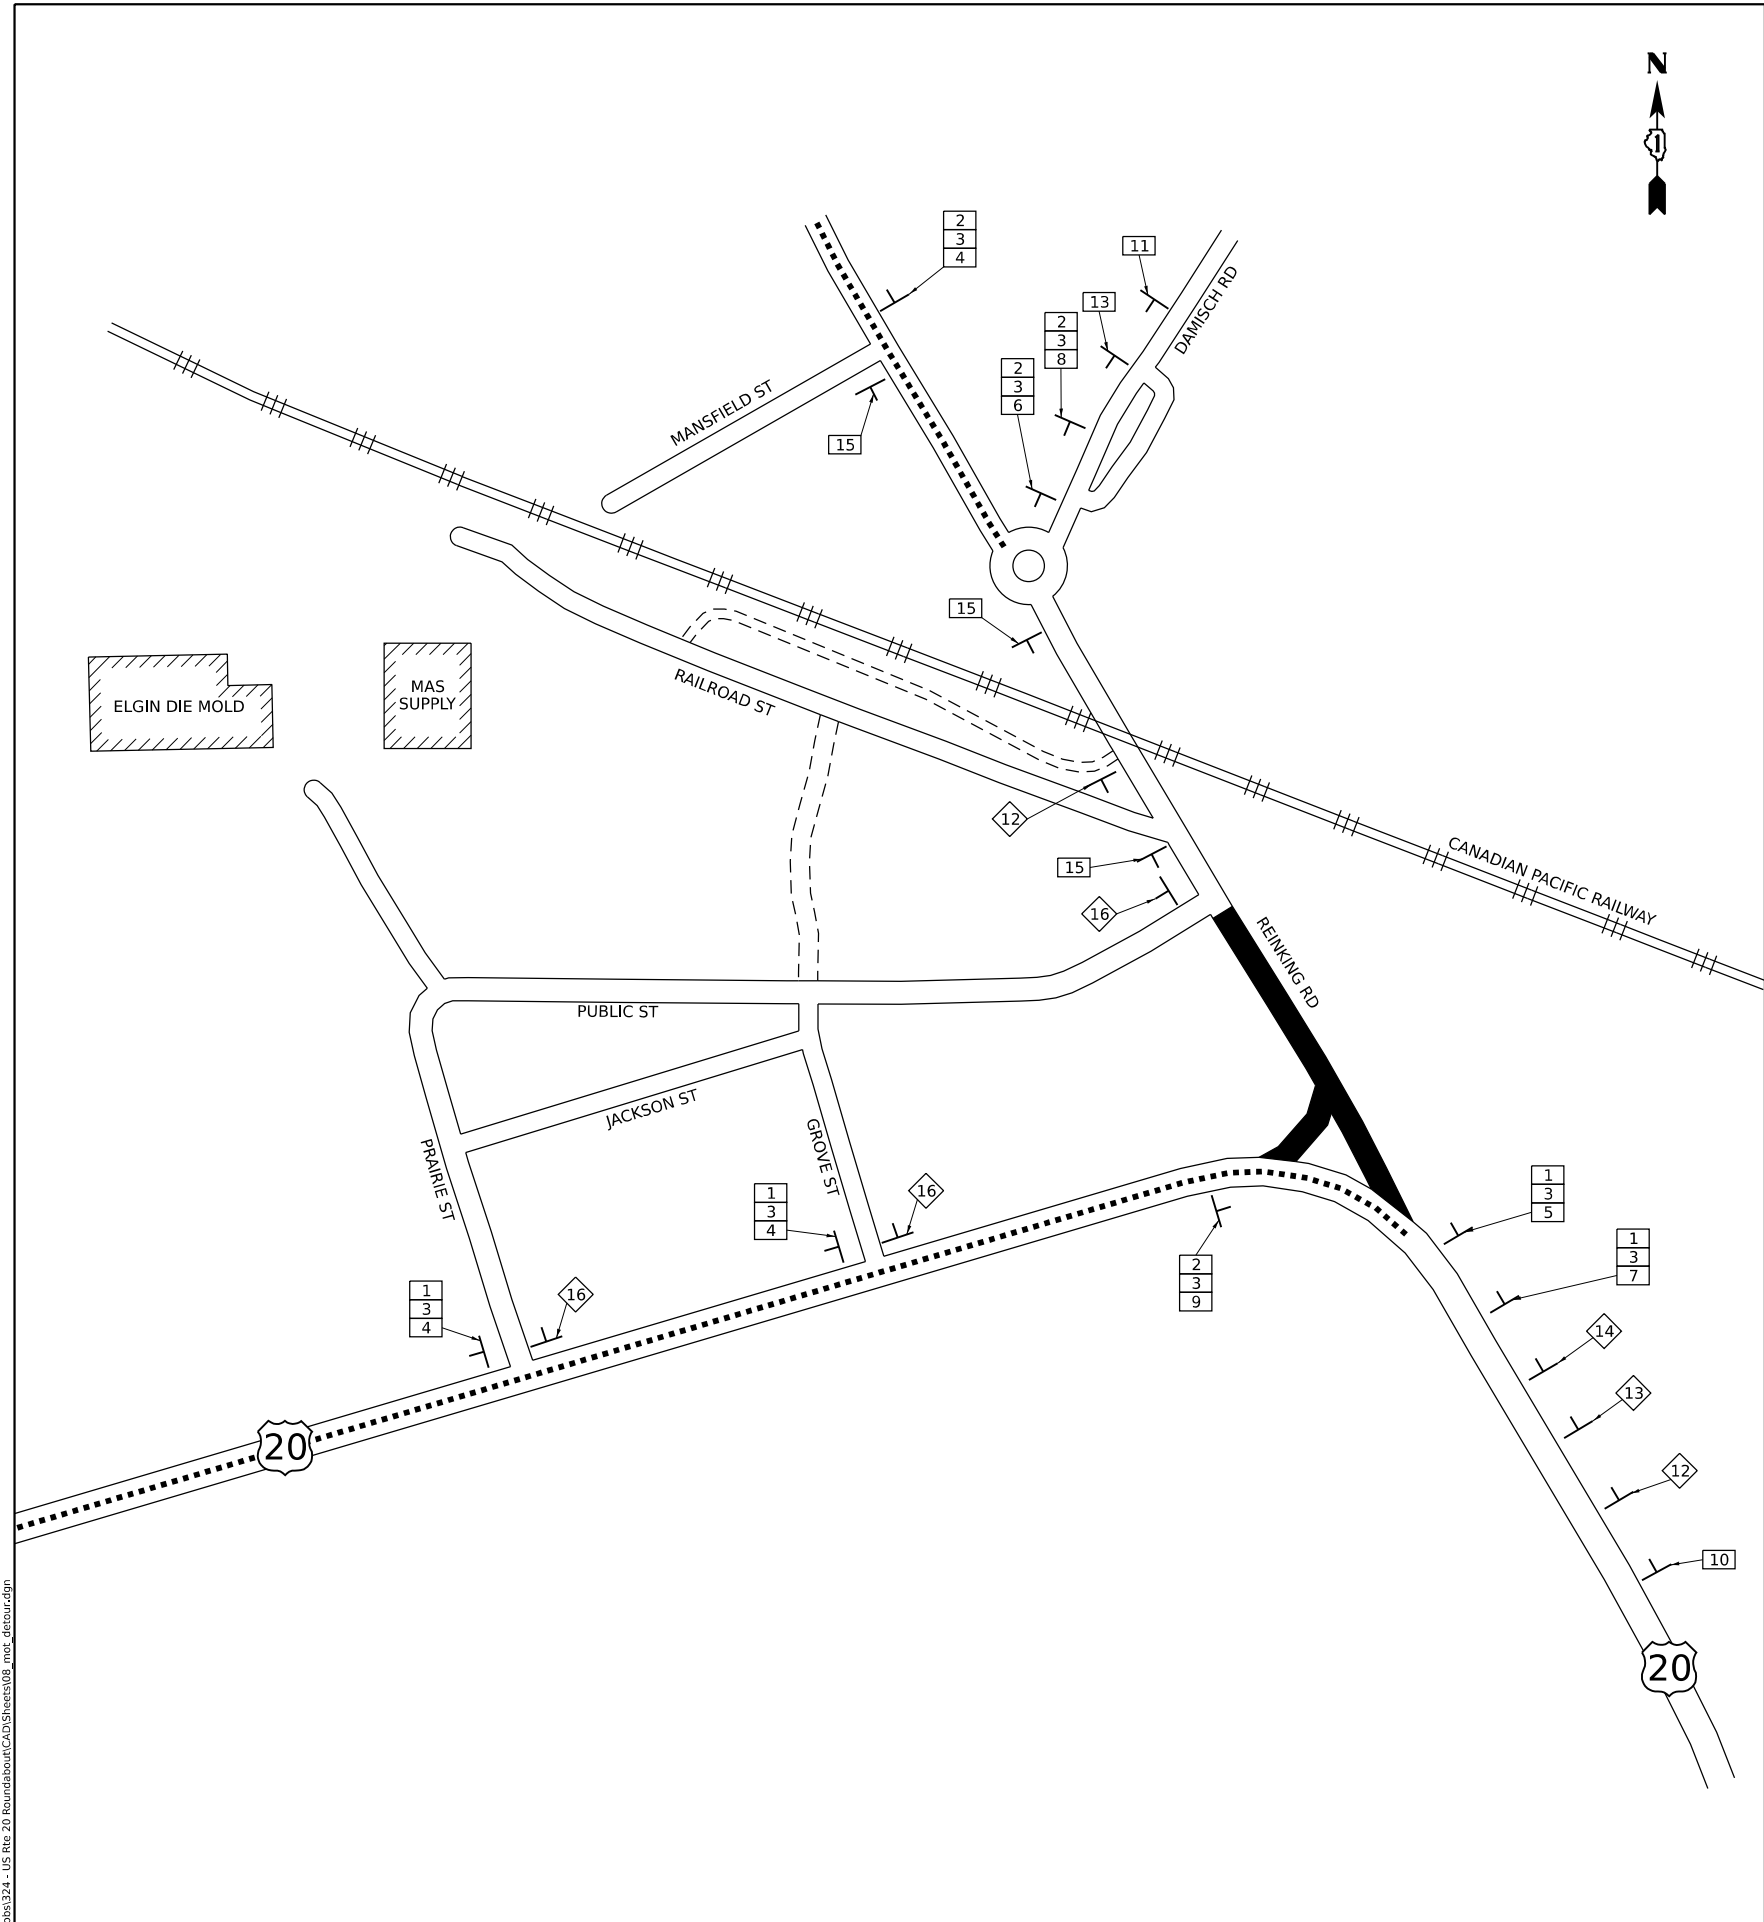 N
1
2
3
4
11
DAMISCH RD
13
2
3
8
2
3
6
MANSFIELD ST
15
15
ELGIN DIE MOLD
MAS
SUPPLY
RAILROAD ST
12
15
16
CANADIAN PACIFIC RAILWAY
REINKING RD
PUBLIC ST
JACKSON ST
GROVE ST
PRAIRIE ST
1
3
4
16
1
3
5
2
3
9
1
3
7
1
3
4
16
14
13
20
12
10
20
obs\324 - US Rte 20 Roundabout\CAD\Sheets\08_mot_detour.dgn